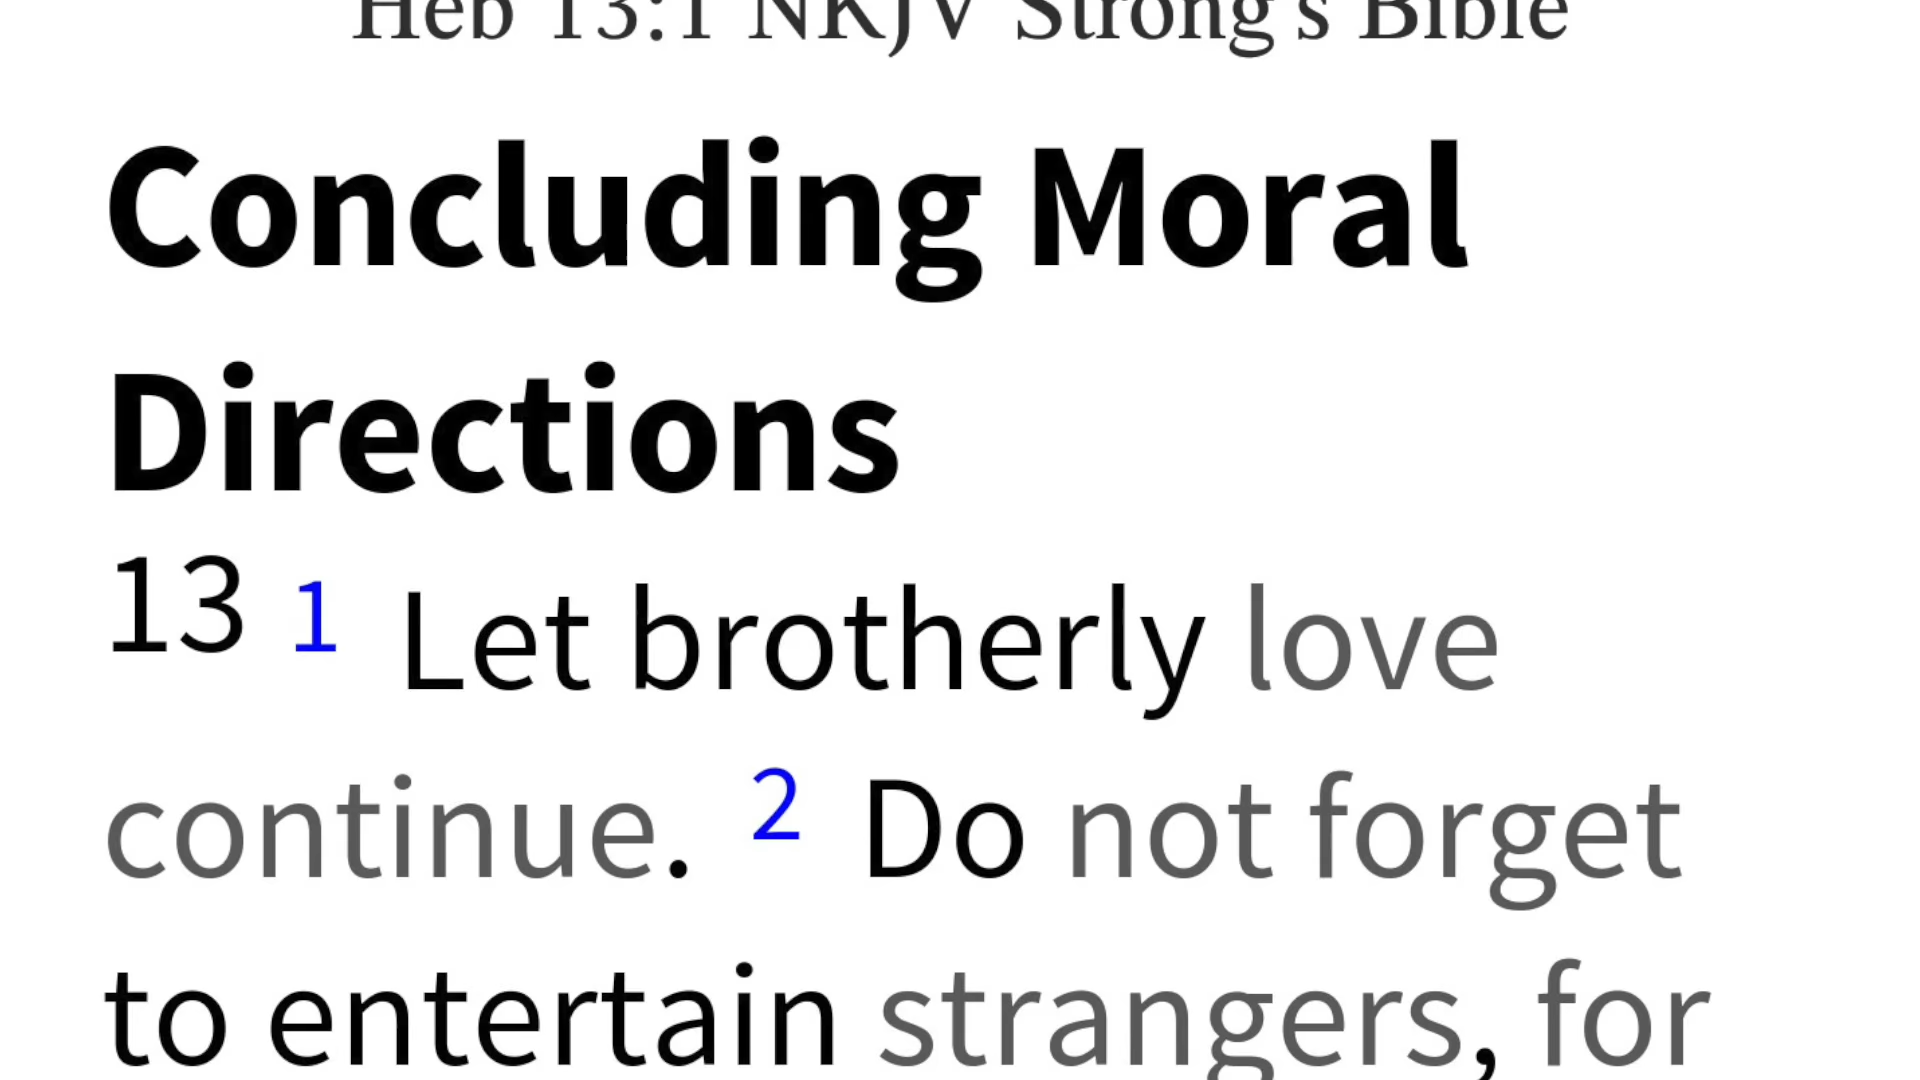 Heb 13:1 NKJV Strong's Bible
Concluding Moral
Directions
13 1 Let brotherly love
continue. 2 Do not forget
to entertain strangers, for